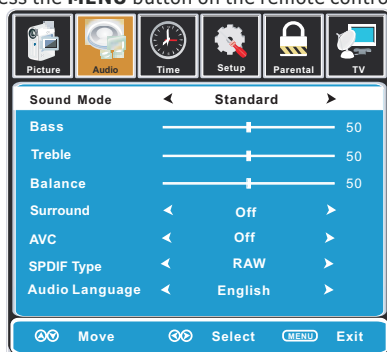 ess the MENU button on the remote contro
Picture Audio Time Setup Parental TV
Sound Mode Standard
Bass 50
Treble 50
Balance 50
Surround Off
AVC Off
SPDIF Type RAW
Audio Language English
Move Select MENU Exit